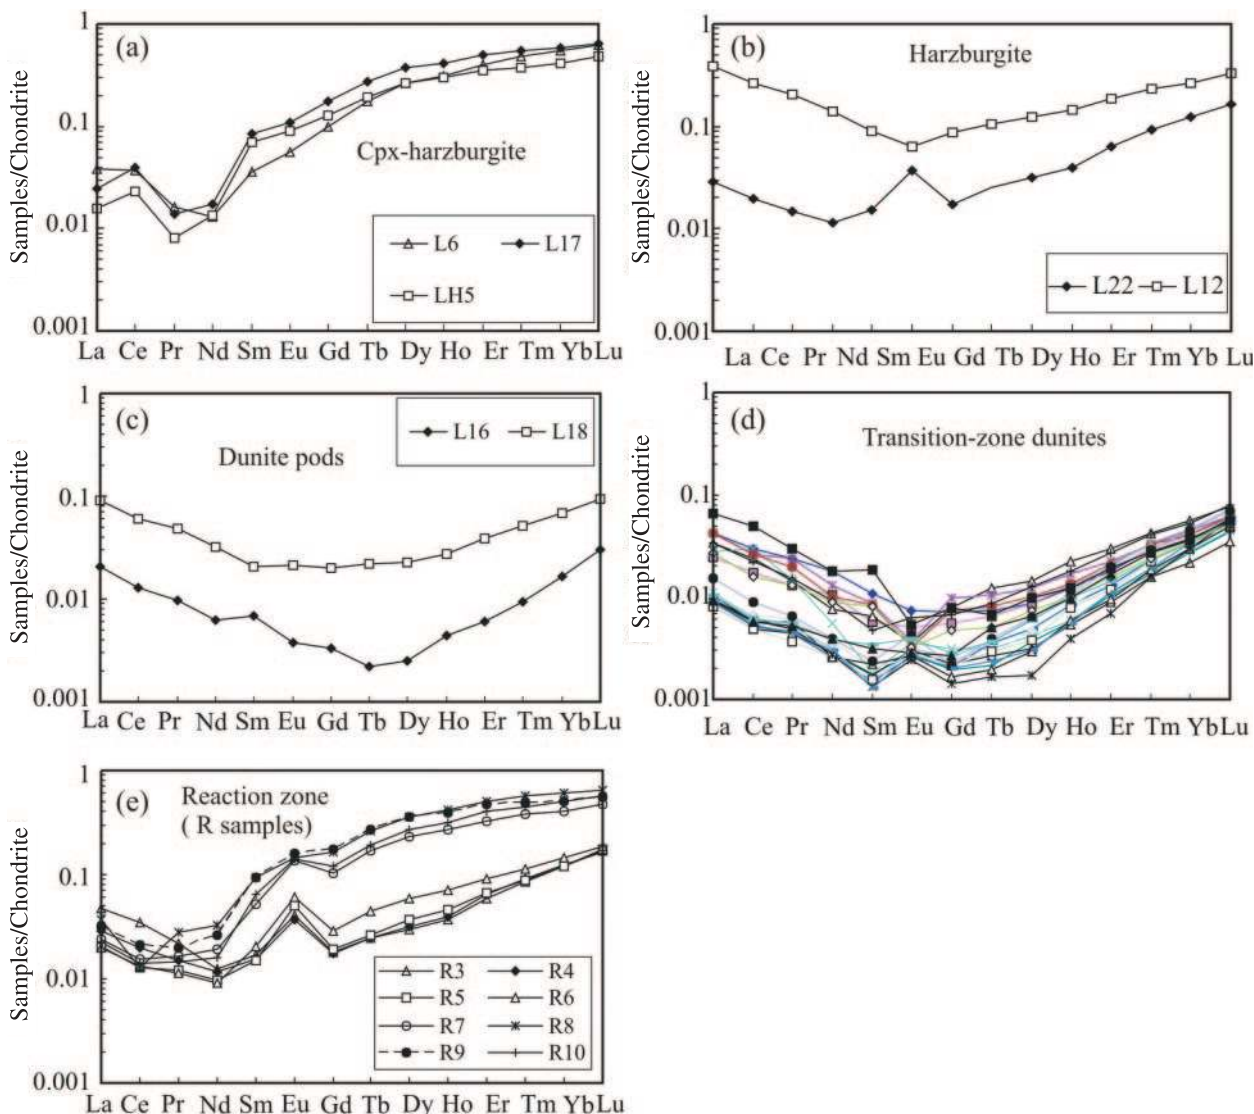 (a)
Samples/Chondrite
1
0.1
0.01
0.001
Cpx-harzburgite
L6 L17
LH5
La Ce Pr Nd Sm Eu Gd Tb Dy Ho Er Tm Yb Lu
(b)
Harzburgite
Samples/Chondrite
1
0.1
0.01
0.001
L22 L12
La Ce Pr Nd Sm Eu Gd Tb Dy Ho Er Tm Yb Lu
(c)
Dunite pods
Samples/Chondrite
1
0.1
0.01
0.001
L16 L18
La Ce Pr Nd Sm Eu Gd Tb Dy Ho Er Tm Yb Lu
(d)
Transition-zone dunites
Samples/Chondrite
1
0.1
0.01
0.001
La Ce Pr Nd Sm Eu Gd Tb Dy Ho Er Tm Yb Lu
(e)
Reaction zone
( R samples)
Samples/Chondrite
1
0.1
0.01
0.001
R3 R4
R5 R6
R7 R8
R9 R10
La Ce Pr Nd Sm Eu Gd Tb Dy Ho Er Tm Yb Lu